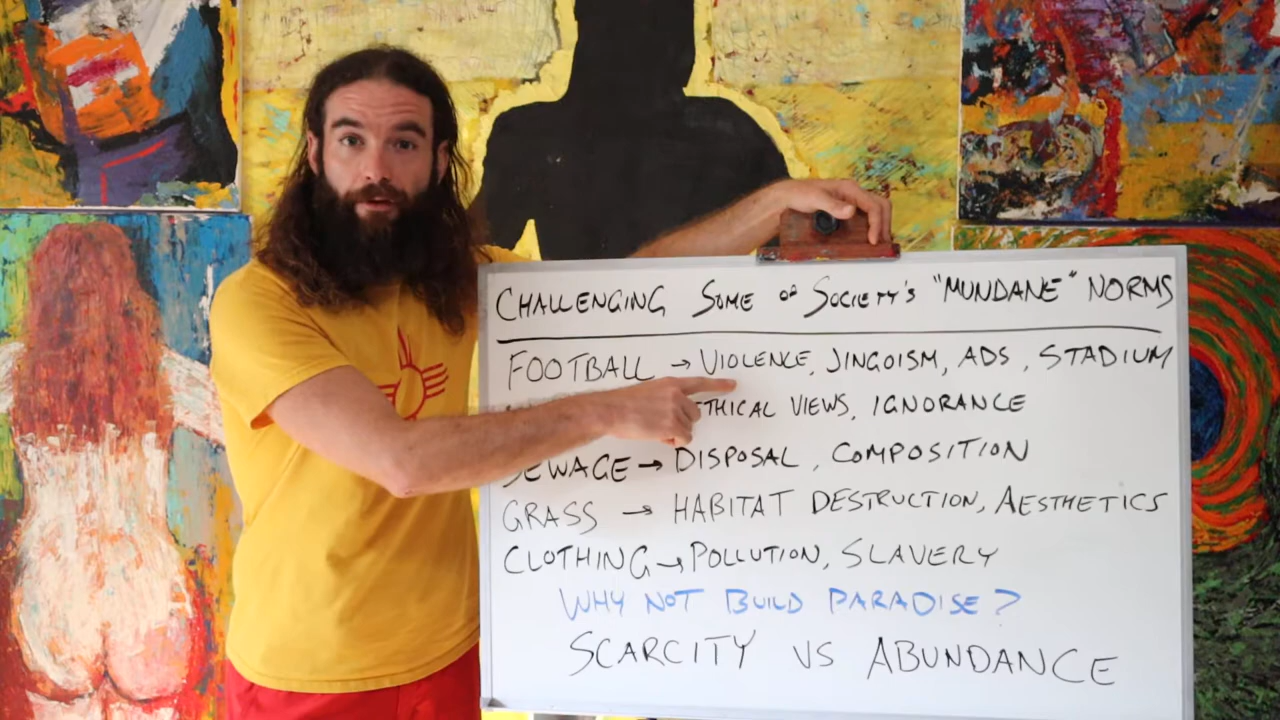 CHALLENGING SOME OF SOCIETY'S "MUNDANE" NORMS
FOOTBALL → VIOLENCE, JINGOISM, ADS, STADIUM
ETHICAL VIEWS, IGNORANCE
SEWAGE → DISPOSAL, COMPOSITION
GRASS → HABITAT DESTRUCTION, AESTHETICS
CLOTHING → POLLUTION, SLAVERY
WHY NOT BUILD PARADISE?
SCARCITY VS ABUNDANCE